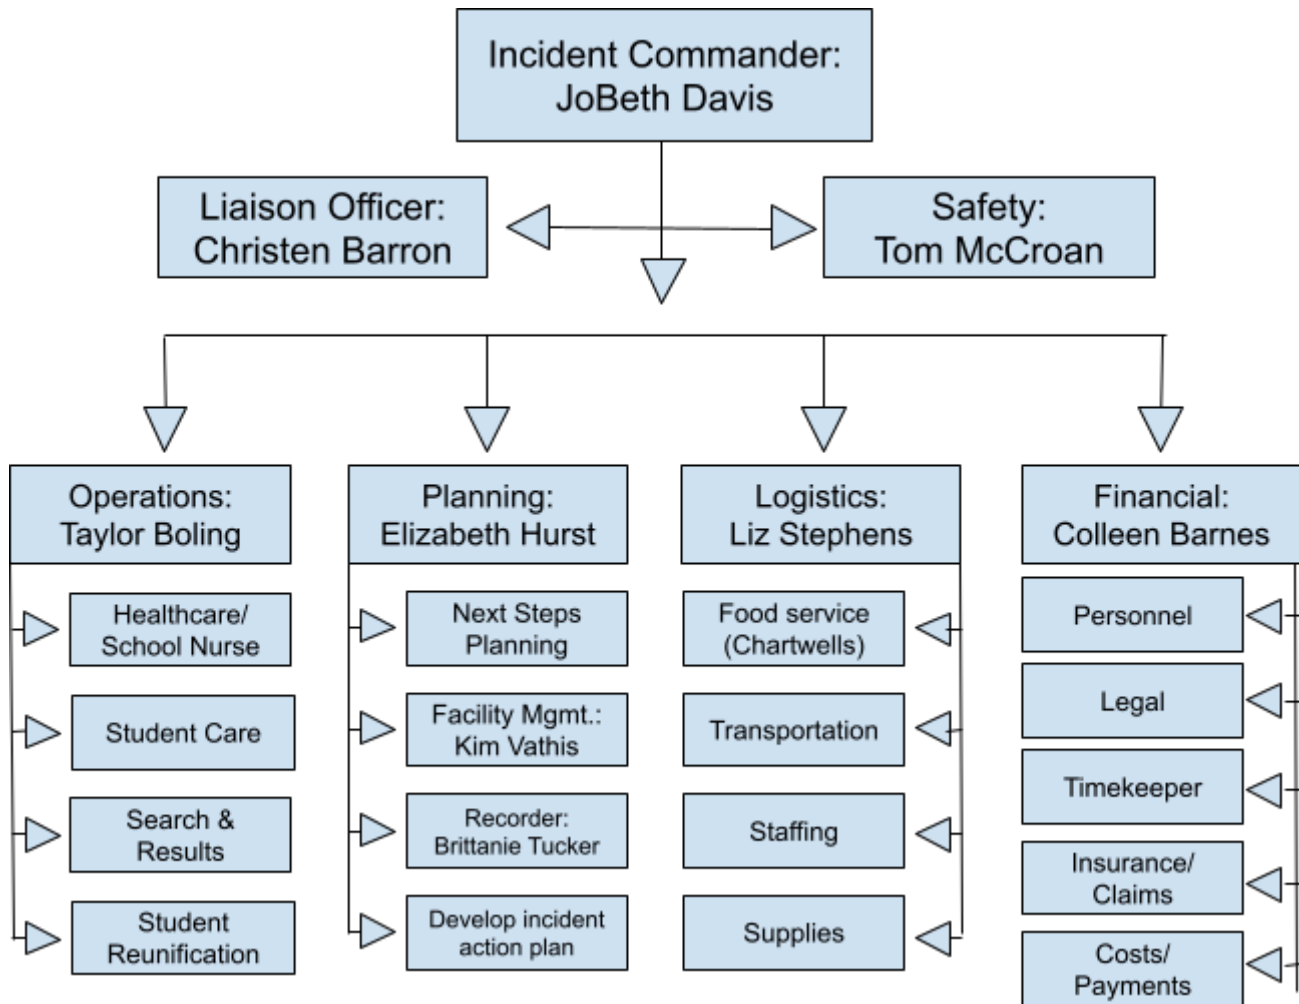 Incident Commander:
JoBeth Davis
Liaison Officer:
Christen Barron
Safety:
Tom McCroan
Operations:
Taylor Boling
Planning:
Elizabeth Hurst
Logistics:
Liz Stephens
Financial:
Colleen Barnes
Healthcare/
School Nurse
Student Care
Search &
Results
Student
Reunification
Next Steps
Planning
Facility Mgmt.:
Kim Vathis
Recorder:
Brittanie Tucker
Develop incident
action plan
Food service
(Chartwells)
Transportation
Staffing
Supplies
Personnel
Legal
Timekeeper
Insurance/
Claims
Costs/
Payments